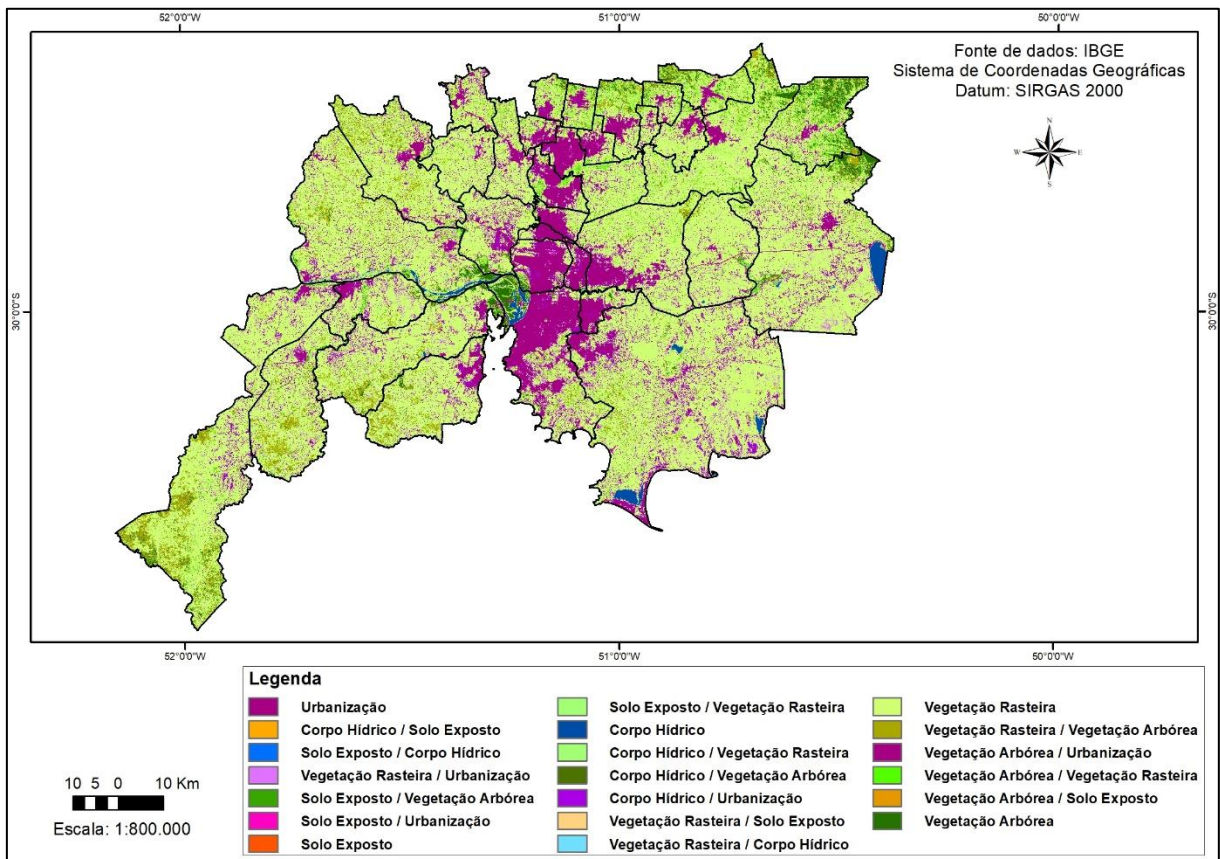 52°0'0"W 51°0'0"W 50°0'0"W
Fonte de dados: IBGE
Sistema de Coordenadas Geográficas
Datum: SIRGAS 2000
N
W E
S
30°0'0"S 30°0'0"S
52°0'0"W 51°0'0"W 50°0'0"W
Legenda
Urbanização
Corpo Hídrico / Solo Exposto
Solo Exposto / Corpo Hídrico
Vegetação Rasteira / Urbanização
Solo Exposto / Vegetação Arbórea
Solo Exposto / Urbanização
Solo Exposto
Solo Exposto / Vegetação Rasteira
Corpo Hídrico
Corpo Hídrico / Vegetação Rasteira
Corpo Hídrico / Vegetação Arbórea
Corpo Hídrico / Urbanização
Vegetação Rasteira / Solo Exposto
Vegetação Rasteira / Corpo Hídrico
Vegetação Rasteira
Vegetação Rasteira / Vegetação Arbórea
Vegetação Arbórea / Urbanização
Vegetação Arbórea / Vegetação Rasteira
Vegetação Arbórea / Solo Exposto
Vegetação Arbórea
10 5 0 10 Km
Escala: 1:800.000